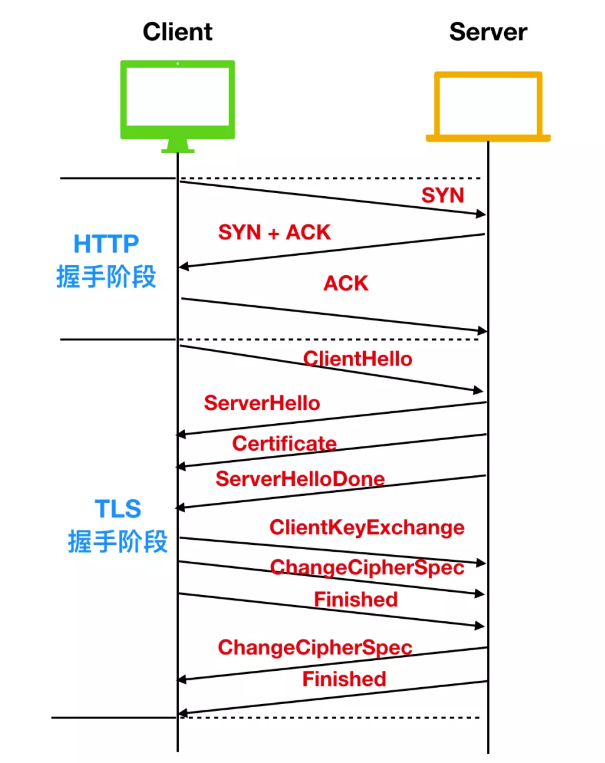 Client
Server
SYN
SYN + ACK
HTTP
握手阶段
ACK
ClientHello
ServerHello
Certificate
ServerHelloDone
TLS
握手阶段
ClientKeyExchange
ChangeCipherSpec
Finished
ChangeCipherSpec
Finished